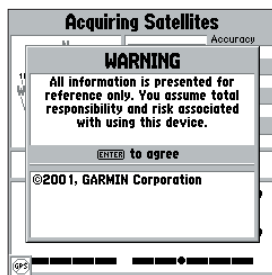 Acquiring Satellites
Accuracy
WARNING
All information is presented for
reference only. You assume total
responsibility and risk associated
with using this device.
ENTER to agree
©2001, GARMIN Corporation
GPS